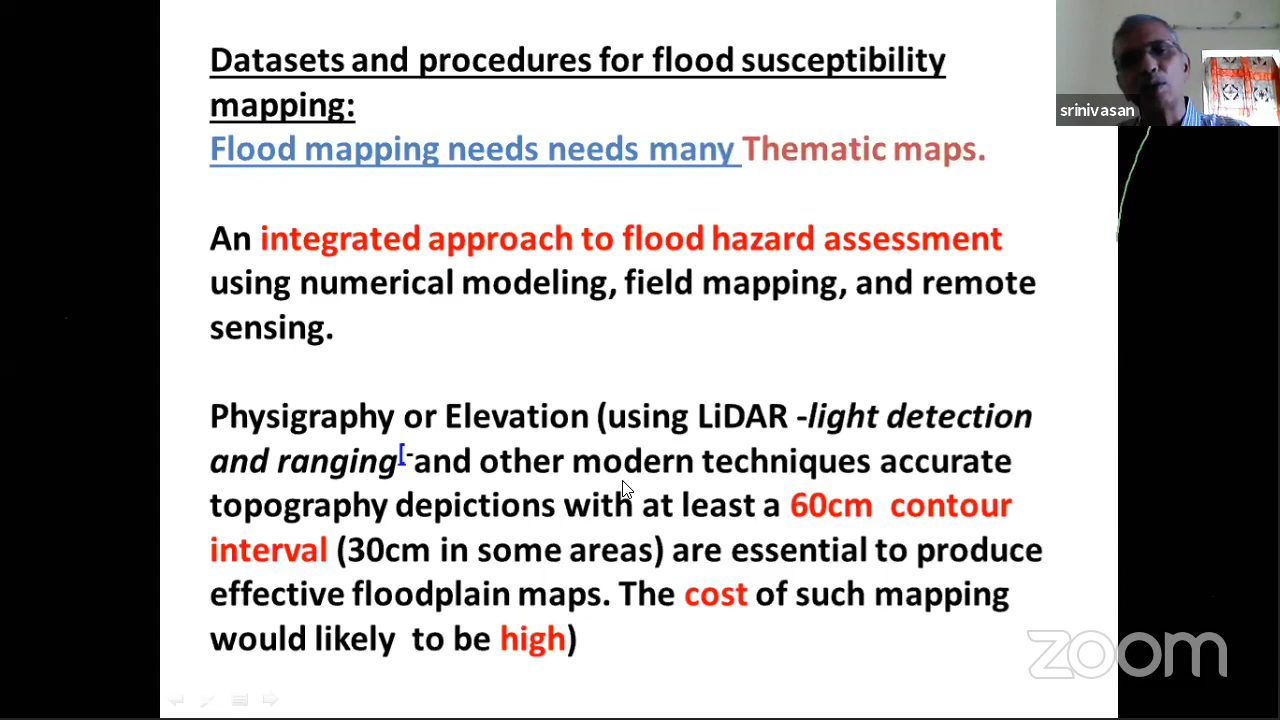 Datasets and procedures for flood susceptibility
mapping:
Flood mapping needs needs many Thematic maps.
An integrated approach to flood hazard assessment
using numerical modeling, field mapping, and remote
sensing.
Physigraphy or Elevation (using LiDAR -light detection
and ranging[-and other modern techniques accurate
topography depictions with at least a 60cm contour
interval (30cm in some areas) are essential to produce
effective floodplain maps. The cost of such mapping
would likely to be high)
srinivasan
zoom